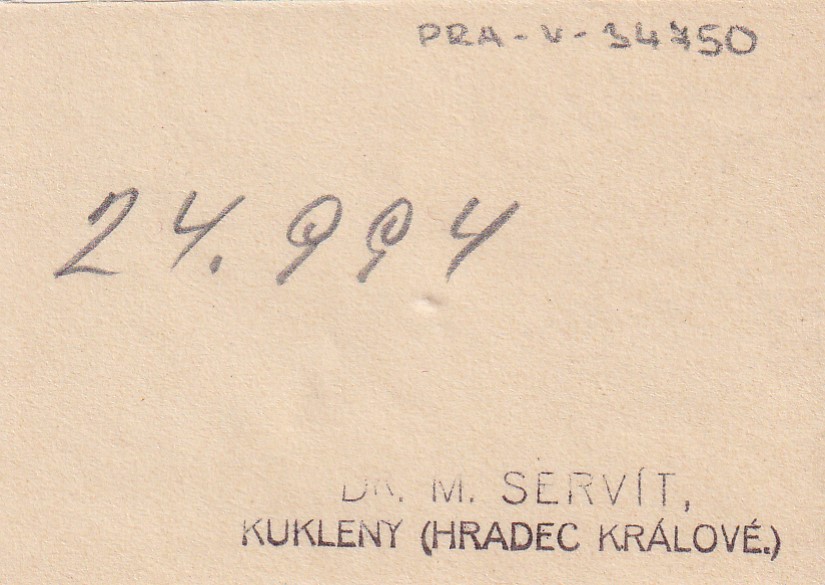 PRA-V-34750
24.994
DR. M. SERVÍT,
KUKLENY (HRADEC KRÁLOVÉ.)